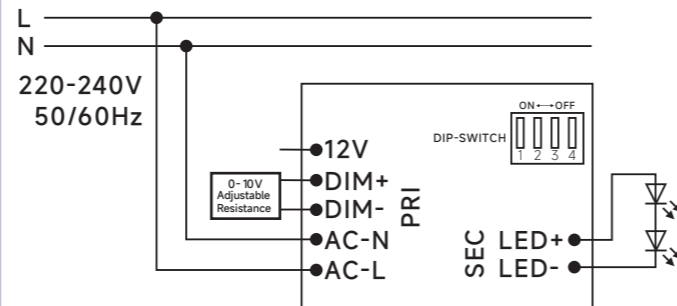 L
N
220-240V
50/60Hz
ON←→OFF
DIP-SWITCH
1 2 3 4
12V
0-10V
Adjustable
Resistance
DIM+
DIM-
PRI
AC-N
AC-L
SEC
LED+
LED-